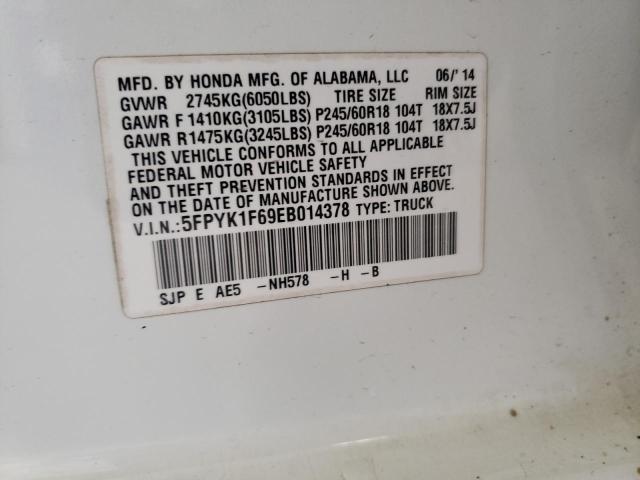 MFD. BY HONDA MFG. OF ALABAMA, LLC 06/'14
GVWR 2745KG(6050LBS) TIRE SIZE RIM SIZE
GAWR F 1410KG(3105LBS) P245/60R18 104T 18X7.5J
GAWR R1475KG(3245LBS) P245/60R18 104T 18X7.5J
THIS VEHICLE CONFORMS TO ALL APPLICABLE
FEDERAL MOTOR VEHICLE SAFETY
AND THEFT PREVENTION STANDARDS IN EFFECT
ON THE DATE OF MANUFACTURE SHOWN ABOVE.
V.I.N.:5FPYK1F69EB014378 TYPE: TRUCK
SJP E AE5 -NH578 -H -B